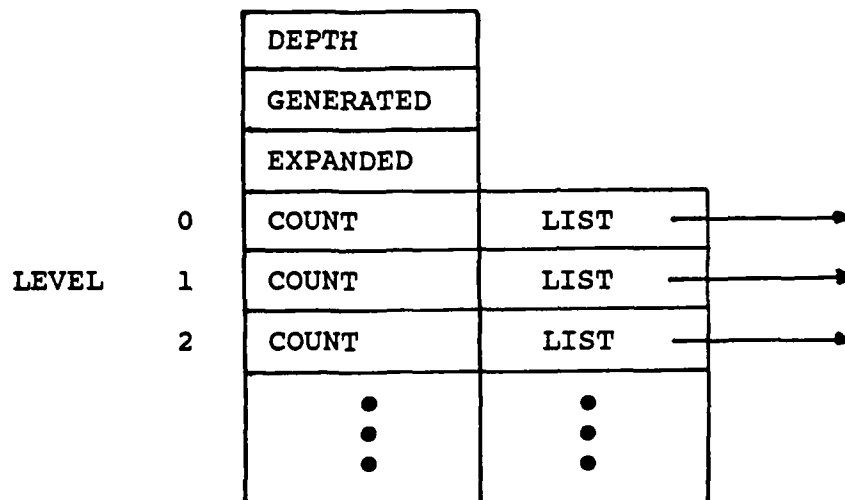 DEPTH
GENERATED
EXPANDED
0 COUNT LIST
LEVEL 1 COUNT LIST
2 COUNT LIST